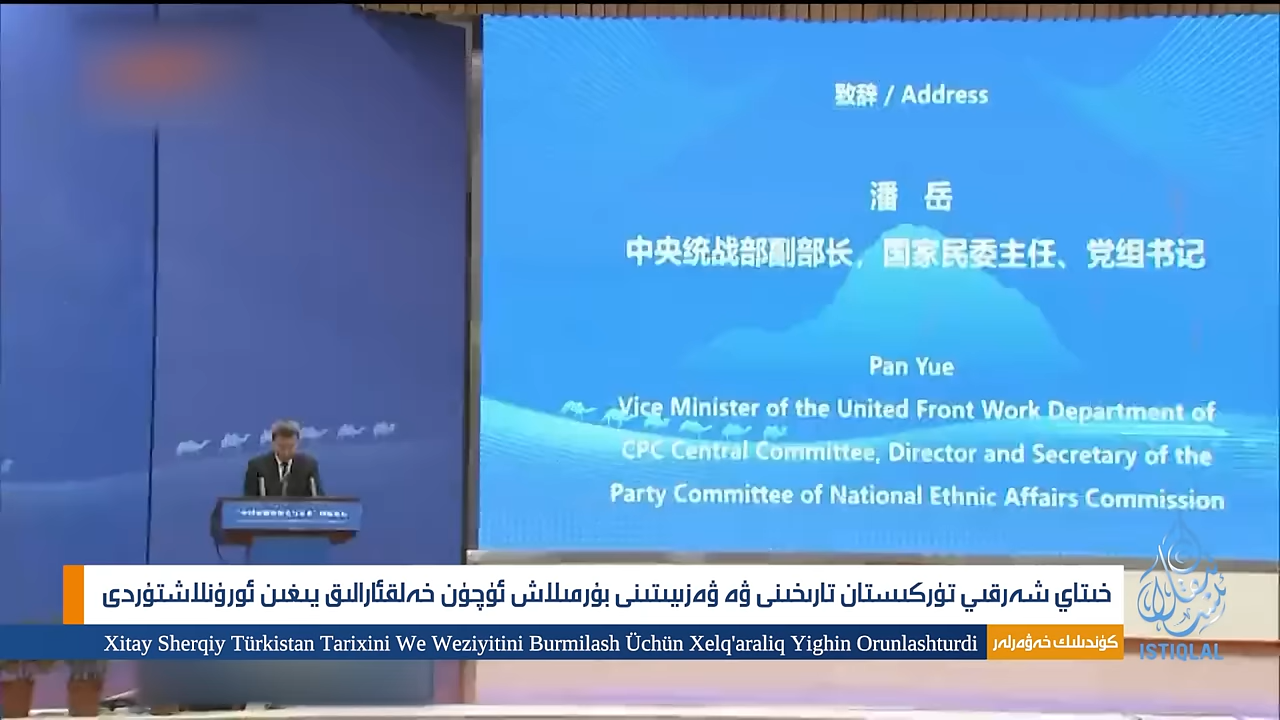 致辞 / Address
潘 岳
中央统战部副部长，国家民委主任、党组书记
Pan Yue
Vice Minister of the United Front Work Department of
CPC Central Committee, Director and Secretary of the
Party Committee of National Ethnic Affairs Commission
خىتاي شەرقىي تۈركىستان تارىخىنى ۋە ۋەزىيىتىنى بۇرمىلاش ئۈچۈن خەلقئارالىق يىغىن ئورۇنلاشتۇردى
Xitay Sherqiy Türkistan Tarixini We Weziyitini Burmilash Üchün Xelq'araliq Yighin Orunlashturdi
كۈندىلىك خەۋەرلەر
ISTIQLAL